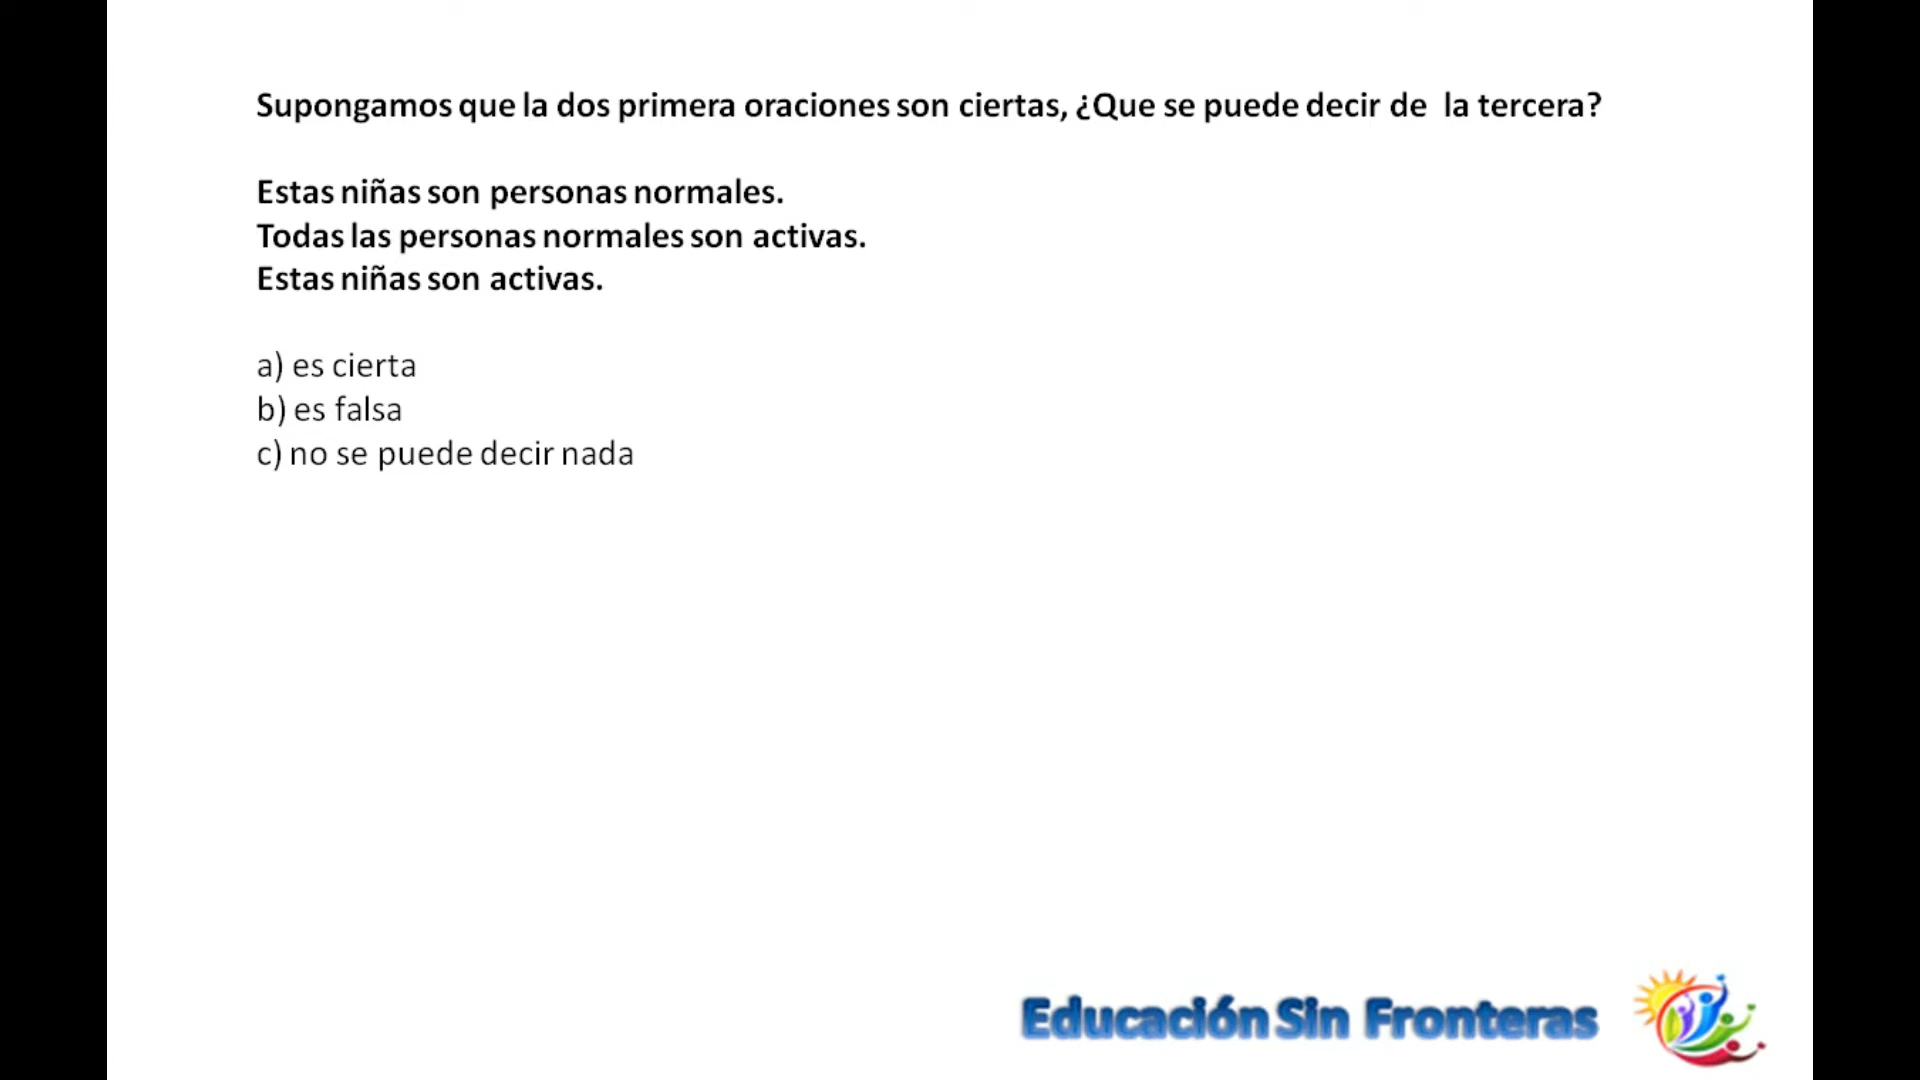 Supongamos que la dos primera oraciones son ciertas, ¿Que se puede decir de la tercera?
Estas niñas son personas normales.
Todas las personas normales son activas.
Estas niñas son activas.
a) es cierta
b) es falsa
c) no se puede decir nada
Educación Sin Fronteras